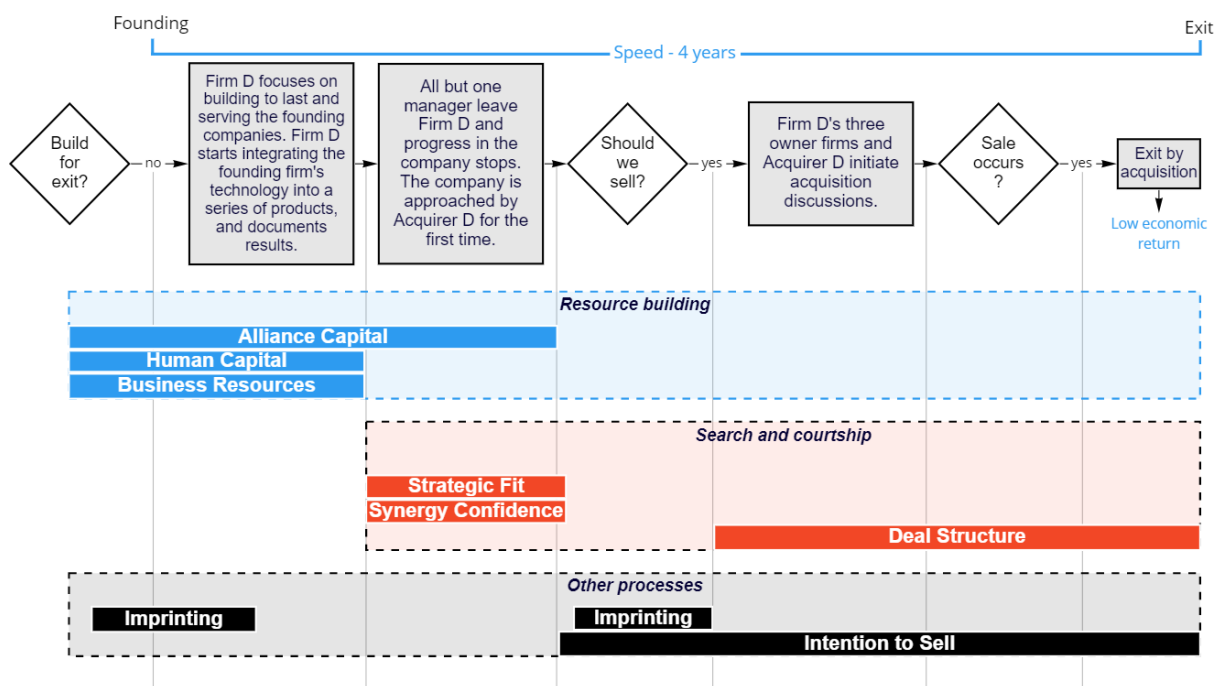 Founding
Exit
Speed - 4 years
Build
for
exit?
no
Firm D focuses on
building to last and
serving the founding
companies. Firm D
starts integrating the
founding firm's
technology into a
series of products,
and documents
results.
All but one
manager leave
Firm D and
progress in the
company stops.
The company is
approached by
Acquirer D for the
first time.
Should
we
sell?
yes
Firm D's three
owner firms and
Acquirer D initiate
acquisition
discussions.
Sale
occurs
?
yes
Exit by
acquisition
Low economic
return
Resource building
Alliance Capital
Human Capital
Business Resources
Search and courtship
Strategic Fit
Synergy Confidence
Deal Structure
Other processes
Imprinting
Imprinting
Intention to Sell